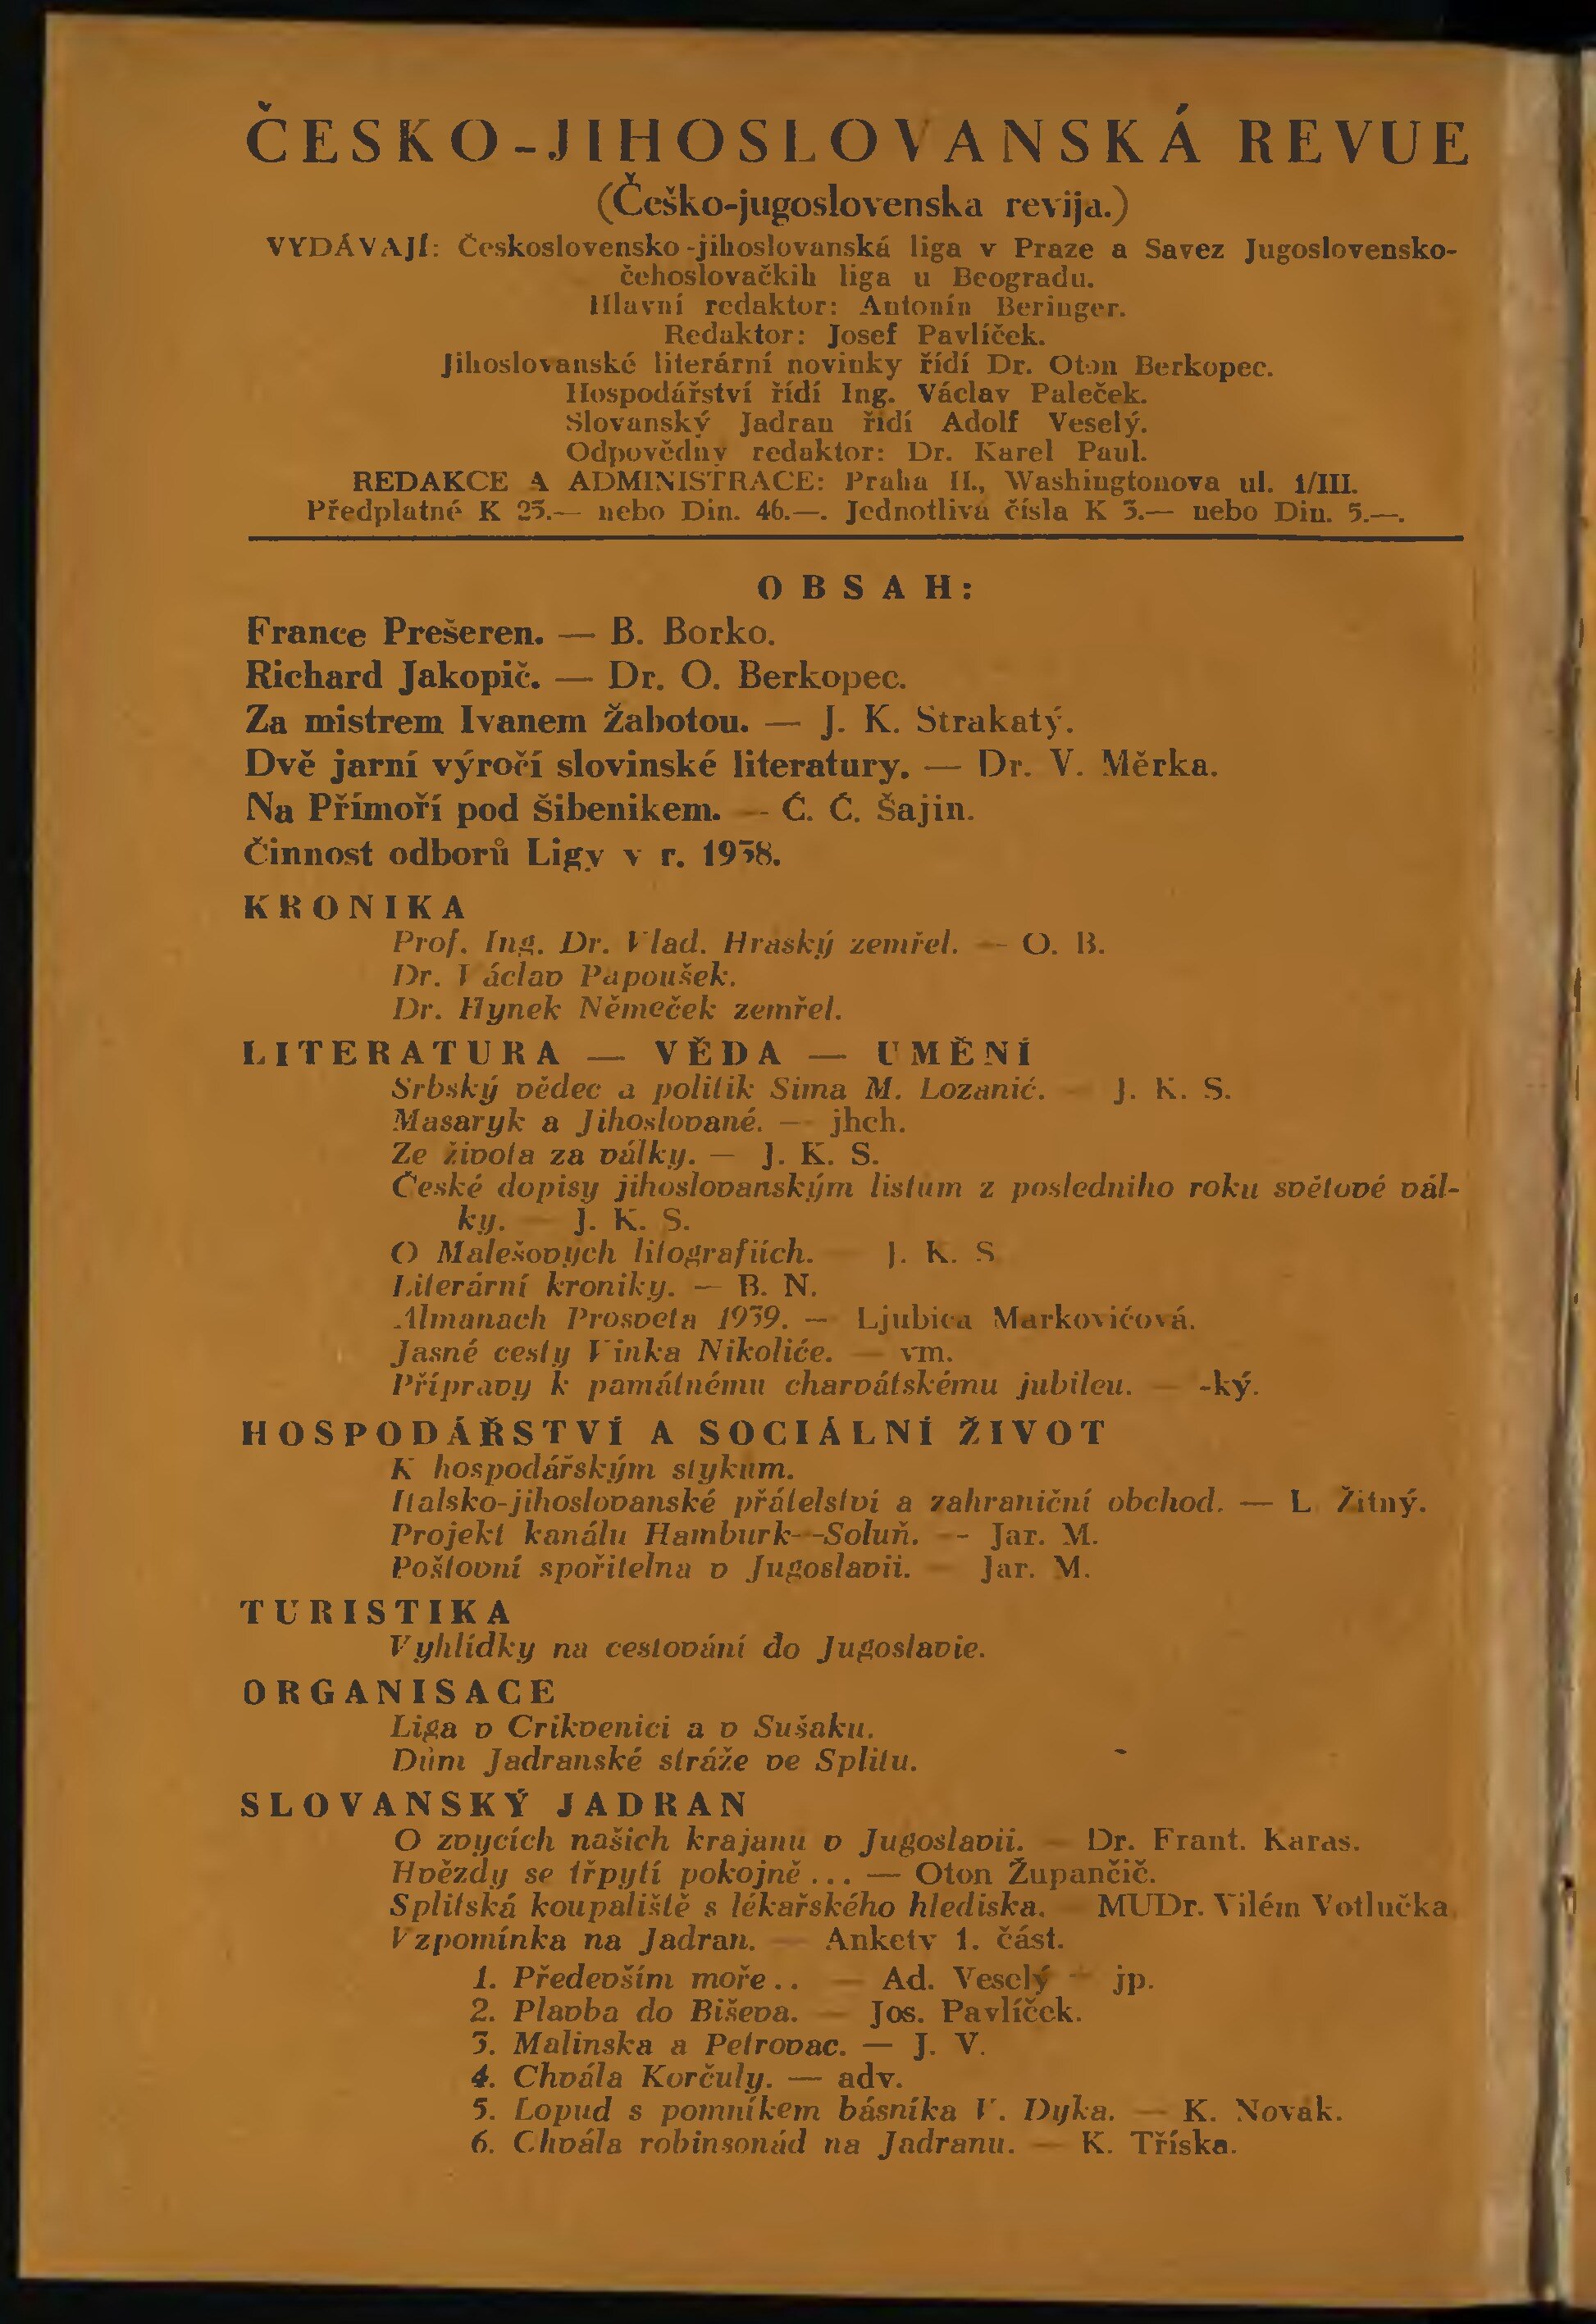 ČESKO-JIHOSLOVANSKÁ REVUE
(Češko-jugoslovenska revija.)
VYDÁVAJÍ: Československo-jihoslovanská liga v Praze a Savez Jugoslovensko-
čehoslovačkih liga u Beogradu.
Hlavní redaktor: Antonín Beringer.
Redaktor: Josef Pavlíček.
Jihoslovanské literární novinky řídí Dr. Oton Berkopec.
Hospodářství řídí Ing. Václav Paleček.
Slovanský Jadran řídí Adolf Veselý.
Odpovědný redaktor: Dr. Karel Paul.
REDAKCE A ADMINISTRACE: Praha II., Washingtonova ul. 1/III.
Předplatné K 25.— nebo Din. 46.—. Jednotlivá čísla K 3.— nebo Din. 5.—.
OBSAH:
France Prešeren. — B. Borko.
Richard Jakopič. — Dr. O. Berkopec.
Za mistrem Ivanem Žabotou. — J. K. Strakatý.
Dvě jarní výročí slovinské literatury. — Dr. V. Měrka.
Na Přímoří pod Šibenikem. — Č. Č. Šajin.
Činnost odborů Ligy v r. 1938.
KRONIKA
Prof. Ing. Dr. Vlad. Hráský zemřel. — O. B.
Dr. Václav Papoušek.
Dr. Hynek Němeček zemřel.
LITERATURA — VĚDA — UMĚNÍ
Srbský vědec a politik Sima M. Lozanić. — J. K. S.
Masaryk a Jihoslované. — jhch.
Ze života za války. — J. K. S.
České dopisy jihoslovanským listům z posledního roku světové vál-
ky. — J. K. S.
O Malešových litografiích. — J. K. S
Literární kroniky. — B. N.
Almanach Prosveta 1939. — Ljubica Markovićová.
Jasné cesty Vinka Nikoliće. — vm.
Přípravy k památnému charvátskému jubileu. — -ký.
HOSPODÁŘSTVÍ A SOCIÁLNÍ ŽIVOT
K hospodářským stykům.
Italsko-jihoslovanské přátelství a zahraniční obchod. — L Žitný.
Projekt kanálu Hamburk—Soluň. — Jar. M.
Poštovní spořitelna v Jugoslavii. — Jar. M.
TURISTIKA
Vyhlídky na cestování do Jugoslavie.
ORGANISACE
Liga v Crikvenici a v Sušaku.
Dům Jadranské stráže ve Splitu.
SLOVANSKÝ JADRAN
O zvycích našich krajanů v Jugoslavii. — Dr. Frant. Karas.
Hvězdy se třpytí pokojně... — Oton Župančič.
Splitská koupaliště s lékařského hlediska. — MUDr. Vilém Votlučka.
Vzpomínka na Jadran. — Ankety 1. část.
1. Především moře.. — Ad. Veselý — jp.
2. Plavba do Biševa. — Jos. Pavlíček.
3. Malinska a Petrovac. — J. V.
4. Chvála Korčuly. — adv.
5. Lopud s pomníkem básníka V. Dyka. — K. Novák.
6. Chvála robinsonád na Jadranu. — K. Tříska.